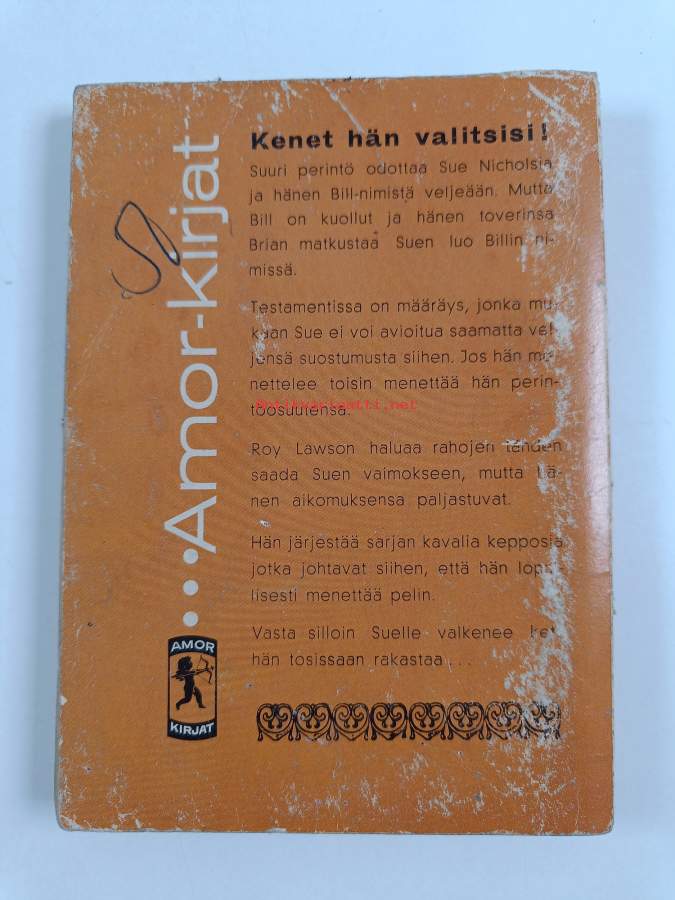 Kenet hän valitsisi!
Suuri perintö odottaa Sue Nicholsia
ja hänen Bill-nimistä veljeään. Mutta
Bill on kuollut ja hänen toverinsa
Brian matkustaa Suen luo Billin ni-
missä.
Testamentissa on määräys, jonka mu-
kaan Sue ei voi avioitua saamatta vel-
jensä suostumusta siihen. Jos hän me-
nettelee toisin menettää hän perin-
töosuutensa.
Antikvariaatti.net
Roy Lawson haluaa rahojen tähden
saada Suen vaimokseen, mutta hä-
nen aikomuksensa paljastuvat.
Hän järjestää sarjan kavalia kepposia
jotka johtavat siihen, että hän lopul-
lisesti menettää pelin.
Vasta silloin Suelle valkenee ket
hän tosissaan rakastaa ...
...Amor-kirjat
AMOR
KIRJAT